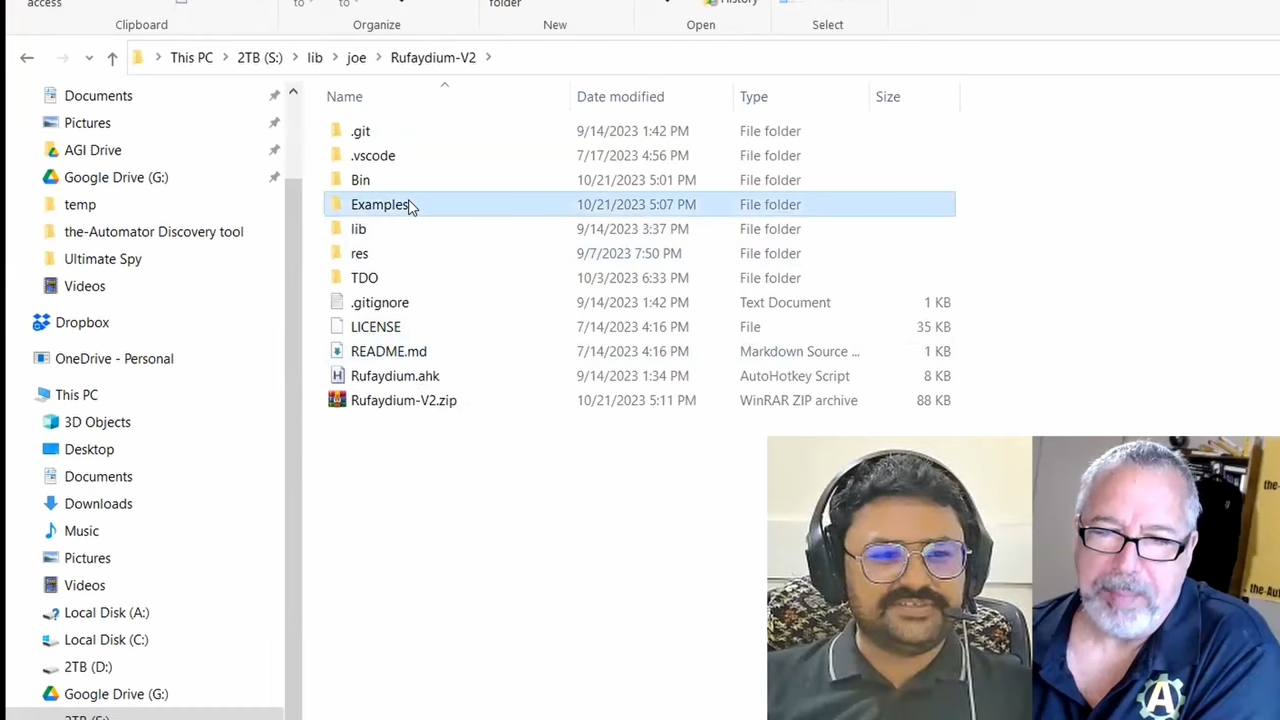 access
to
to
folder
History
Clipboard
Organize
New
Open
Select
This PC > 2TB (S:) > lib > joe > Rufaydium-V2 >
Name Date modified Type Size
Documents
Pictures
AGI Drive
Google Drive (G:)
temp
the-Automator Discovery tool
Ultimate Spy
Videos
Dropbox
OneDrive - Personal
This PC
3D Objects
Desktop
Documents
Downloads
Music
Pictures
Videos
Local Disk (A:)
Local Disk (C:)
2TB (D:)
Google Drive (G:)
2TB (S:)
.git 9/14/2023 1:42 PM File folder
.vscode 7/17/2023 4:56 PM File folder
Bin 10/21/2023 5:01 PM File folder
Examples 10/21/2023 5:07 PM File folder
lib 9/14/2023 3:37 PM File folder
res 9/7/2023 7:50 PM File folder
TDO 10/3/2023 6:33 PM File folder
.gitignore 9/14/2023 1:42 PM Text Document 1 KB
LICENSE 7/14/2023 4:16 PM File 35 KB
README.md 7/14/2023 4:16 PM Markdown Source ... 1 KB
Rufaydium.ahk 9/14/2023 1:34 PM AutoHotkey Script 8 KB
Rufaydium-V2.zip 10/21/2023 5:11 PM WinRAR ZIP archive 88 KB
the-
the-Au
A